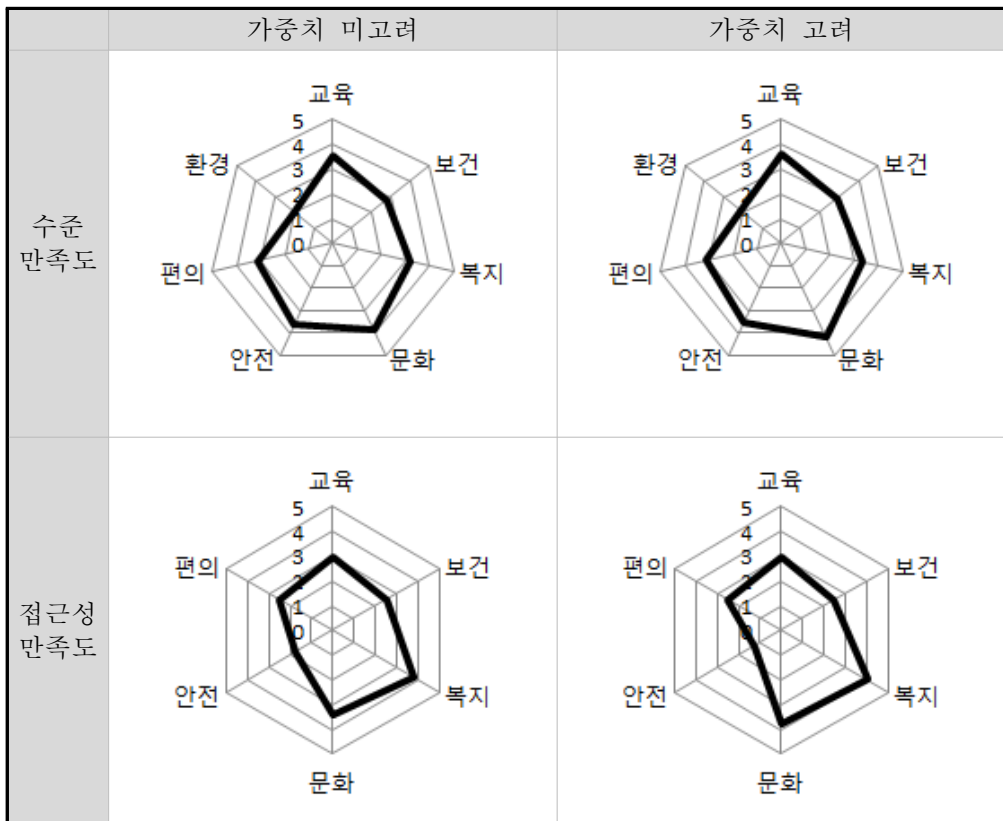 가중치 미고려
가중치 고려
수준
만족도
교육
5
4
3
2
1
0
환경
보건
편의
복지
안전
문화
교육
5
4
3
2
1
0
환경
보건
편의
복지
안전
문화
접근성
만족도
교육
5
4
3
2
1
0
편의
보건
안전
복지
문화
교육
5
4
3
2
1
0
편의
보건
안전
복지
문화